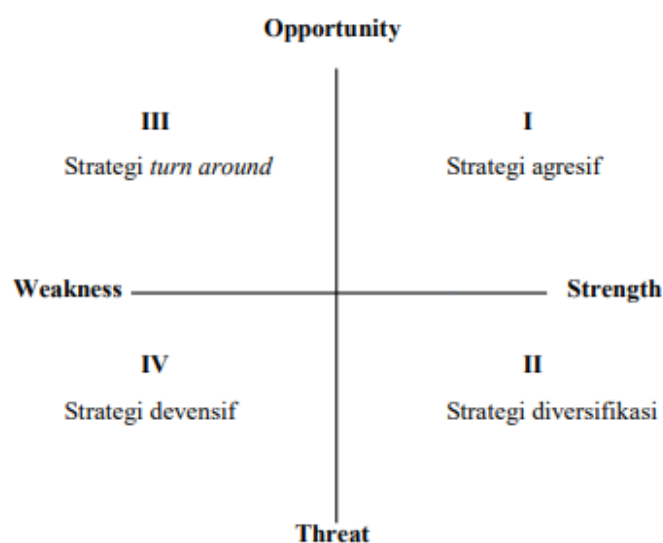 Opportunity
III
I
Strategi turn around
Strategi agresif
Weakness
Strength
IV
II
Strategi devensif
Strategi diversifikasi
Threat